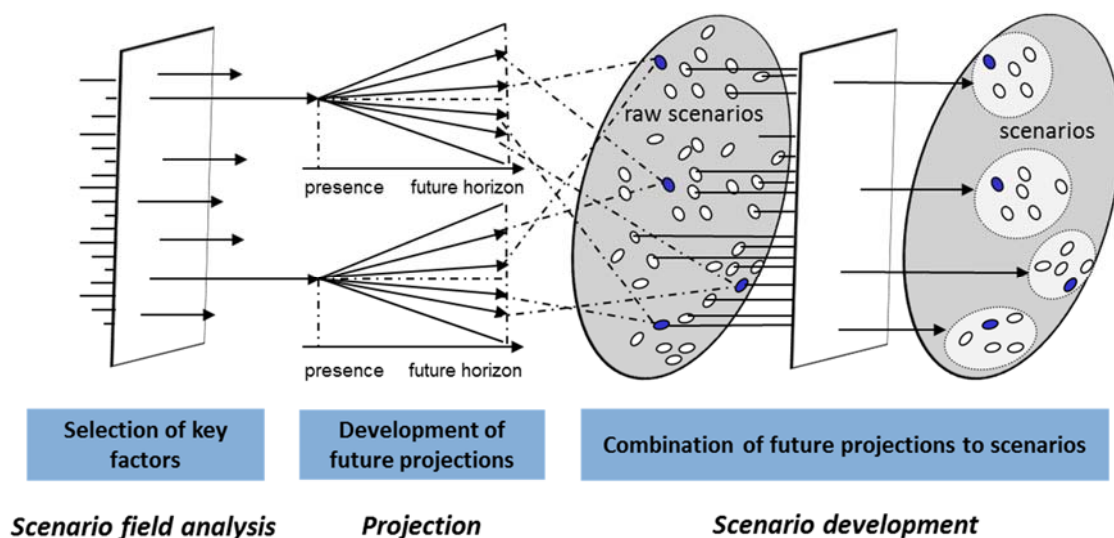 raw scenarios
scenarios
presence future horizon
presence future horizon
Selection of key
factors
Development of
future projections
Combination of future projections to scenarios
Scenario field analysis
Projection
Scenario development